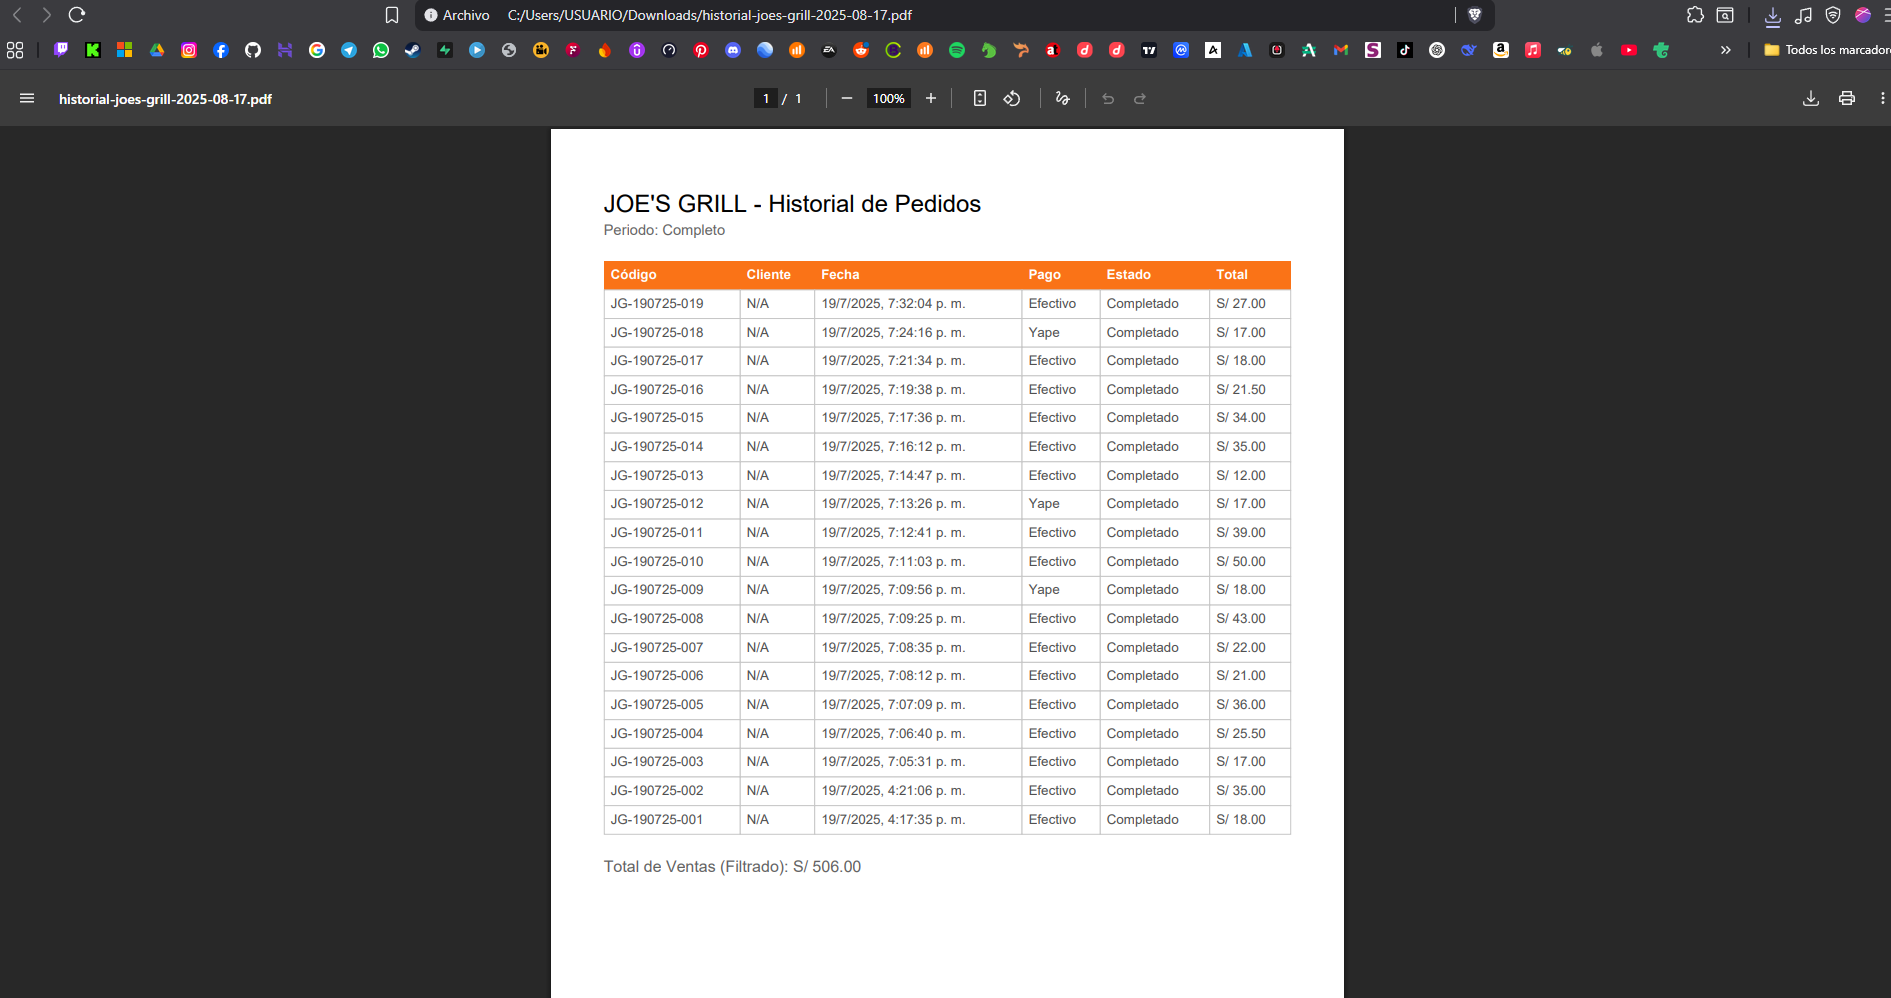 Archivo C:/Users/USUARIO/Downloads/historial-joes-grill-2025-08-17.pdf
Todos los marcador
historial-joes-grill-2025-08-17.pdf 1 / 1 100%
JOE'S GRILL - Historial de Pedidos
Periodo: Completo
Código Cliente Fecha Pago Estado Total
JG-190725-019 N/A 19/7/2025, 7:32:04 p. m. Efectivo Completado S/ 27.00
JG-190725-018 N/A 19/7/2025, 7:24:16 p. m. Yape Completado S/ 17.00
JG-190725-017 N/A 19/7/2025, 7:21:34 p. m. Efectivo Completado S/ 18.00
JG-190725-016 N/A 19/7/2025, 7:19:38 p. m. Efectivo Completado S/ 21.50
JG-190725-015 N/A 19/7/2025, 7:17:36 p. m. Efectivo Completado S/ 34.00
JG-190725-014 N/A 19/7/2025, 7:16:12 p. m. Efectivo Completado S/ 35.00
JG-190725-013 N/A 19/7/2025, 7:14:47 p. m. Efectivo Completado S/ 12.00
JG-190725-012 N/A 19/7/2025, 7:13:26 p. m. Yape Completado S/ 17.00
JG-190725-011 N/A 19/7/2025, 7:12:41 p. m. Efectivo Completado S/ 39.00
JG-190725-010 N/A 19/7/2025, 7:11:03 p. m. Efectivo Completado S/ 50.00
JG-190725-009 N/A 19/7/2025, 7:09:56 p. m. Yape Completado S/ 18.00
JG-190725-008 N/A 19/7/2025, 7:09:25 p. m. Efectivo Completado S/ 43.00
JG-190725-007 N/A 19/7/2025, 7:08:35 p. m. Efectivo Completado S/ 22.00
JG-190725-006 N/A 19/7/2025, 7:08:12 p. m. Efectivo Completado S/ 21.00
JG-190725-005 N/A 19/7/2025, 7:07:09 p. m. Efectivo Completado S/ 36.00
JG-190725-004 N/A 19/7/2025, 7:06:40 p. m. Efectivo Completado S/ 25.50
JG-190725-003 N/A 19/7/2025, 7:05:31 p. m. Efectivo Completado S/ 17.00
JG-190725-002 N/A 19/7/2025, 4:21:06 p. m. Efectivo Completado S/ 35.00
JG-190725-001 N/A 19/7/2025, 4:17:35 p. m. Efectivo Completado S/ 18.00
Total de Ventas (Filtrado): S/ 506.00